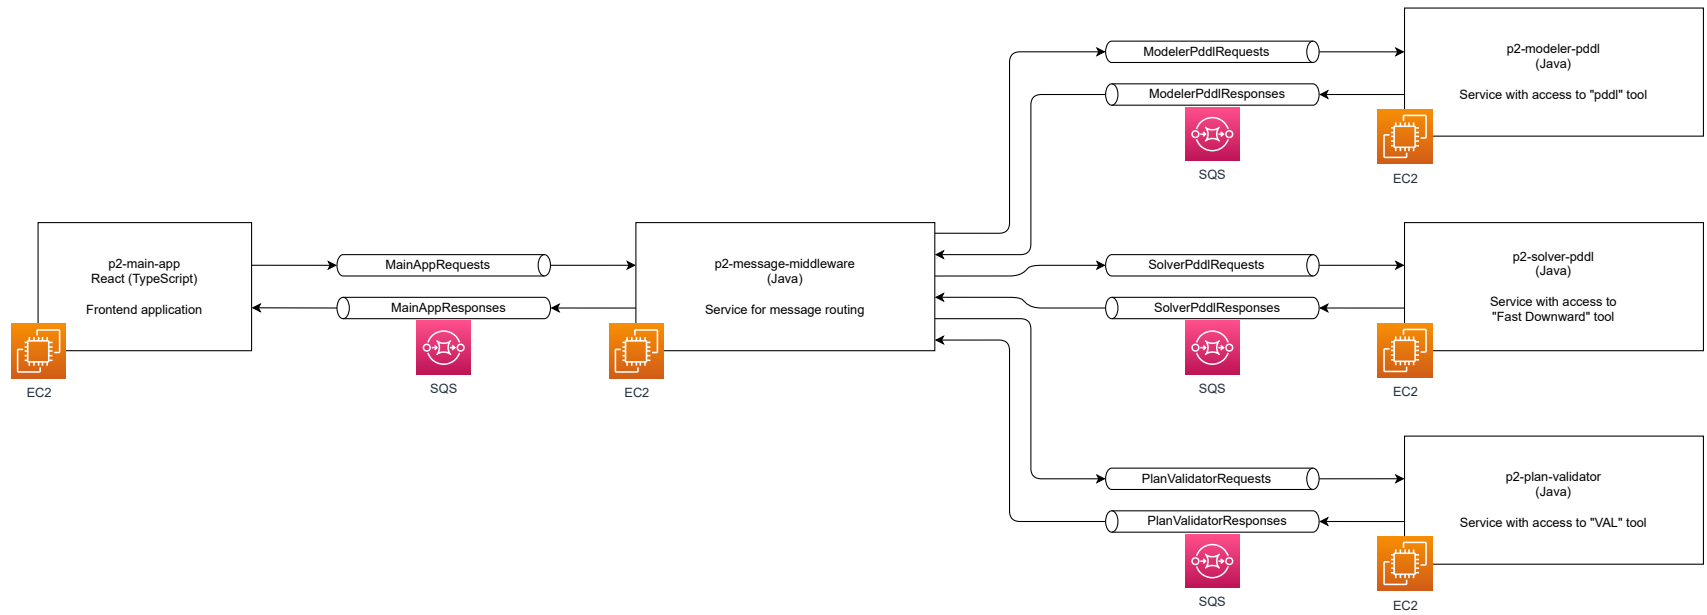 p2-main-app
React (TypeScript)
Frontend application
EC2
MainAppRequests
MainAppResponses
SQS
p2-message-middleware
(Java)
Service for message routing
EC2
ModelerPddlRequests
ModelerPddlResponses
SQS
p2-modeler-pddl
(Java)
Service with access to "pddl" tool
EC2
SolverPddlRequests
SolverPddlResponses
SQS
p2-solver-pddl
(Java)
Service with access to
"Fast Downward" tool
EC2
PlanValidatorRequests
PlanValidatorResponses
SQS
p2-plan-validator
(Java)
Service with access to "VAL" tool
EC2